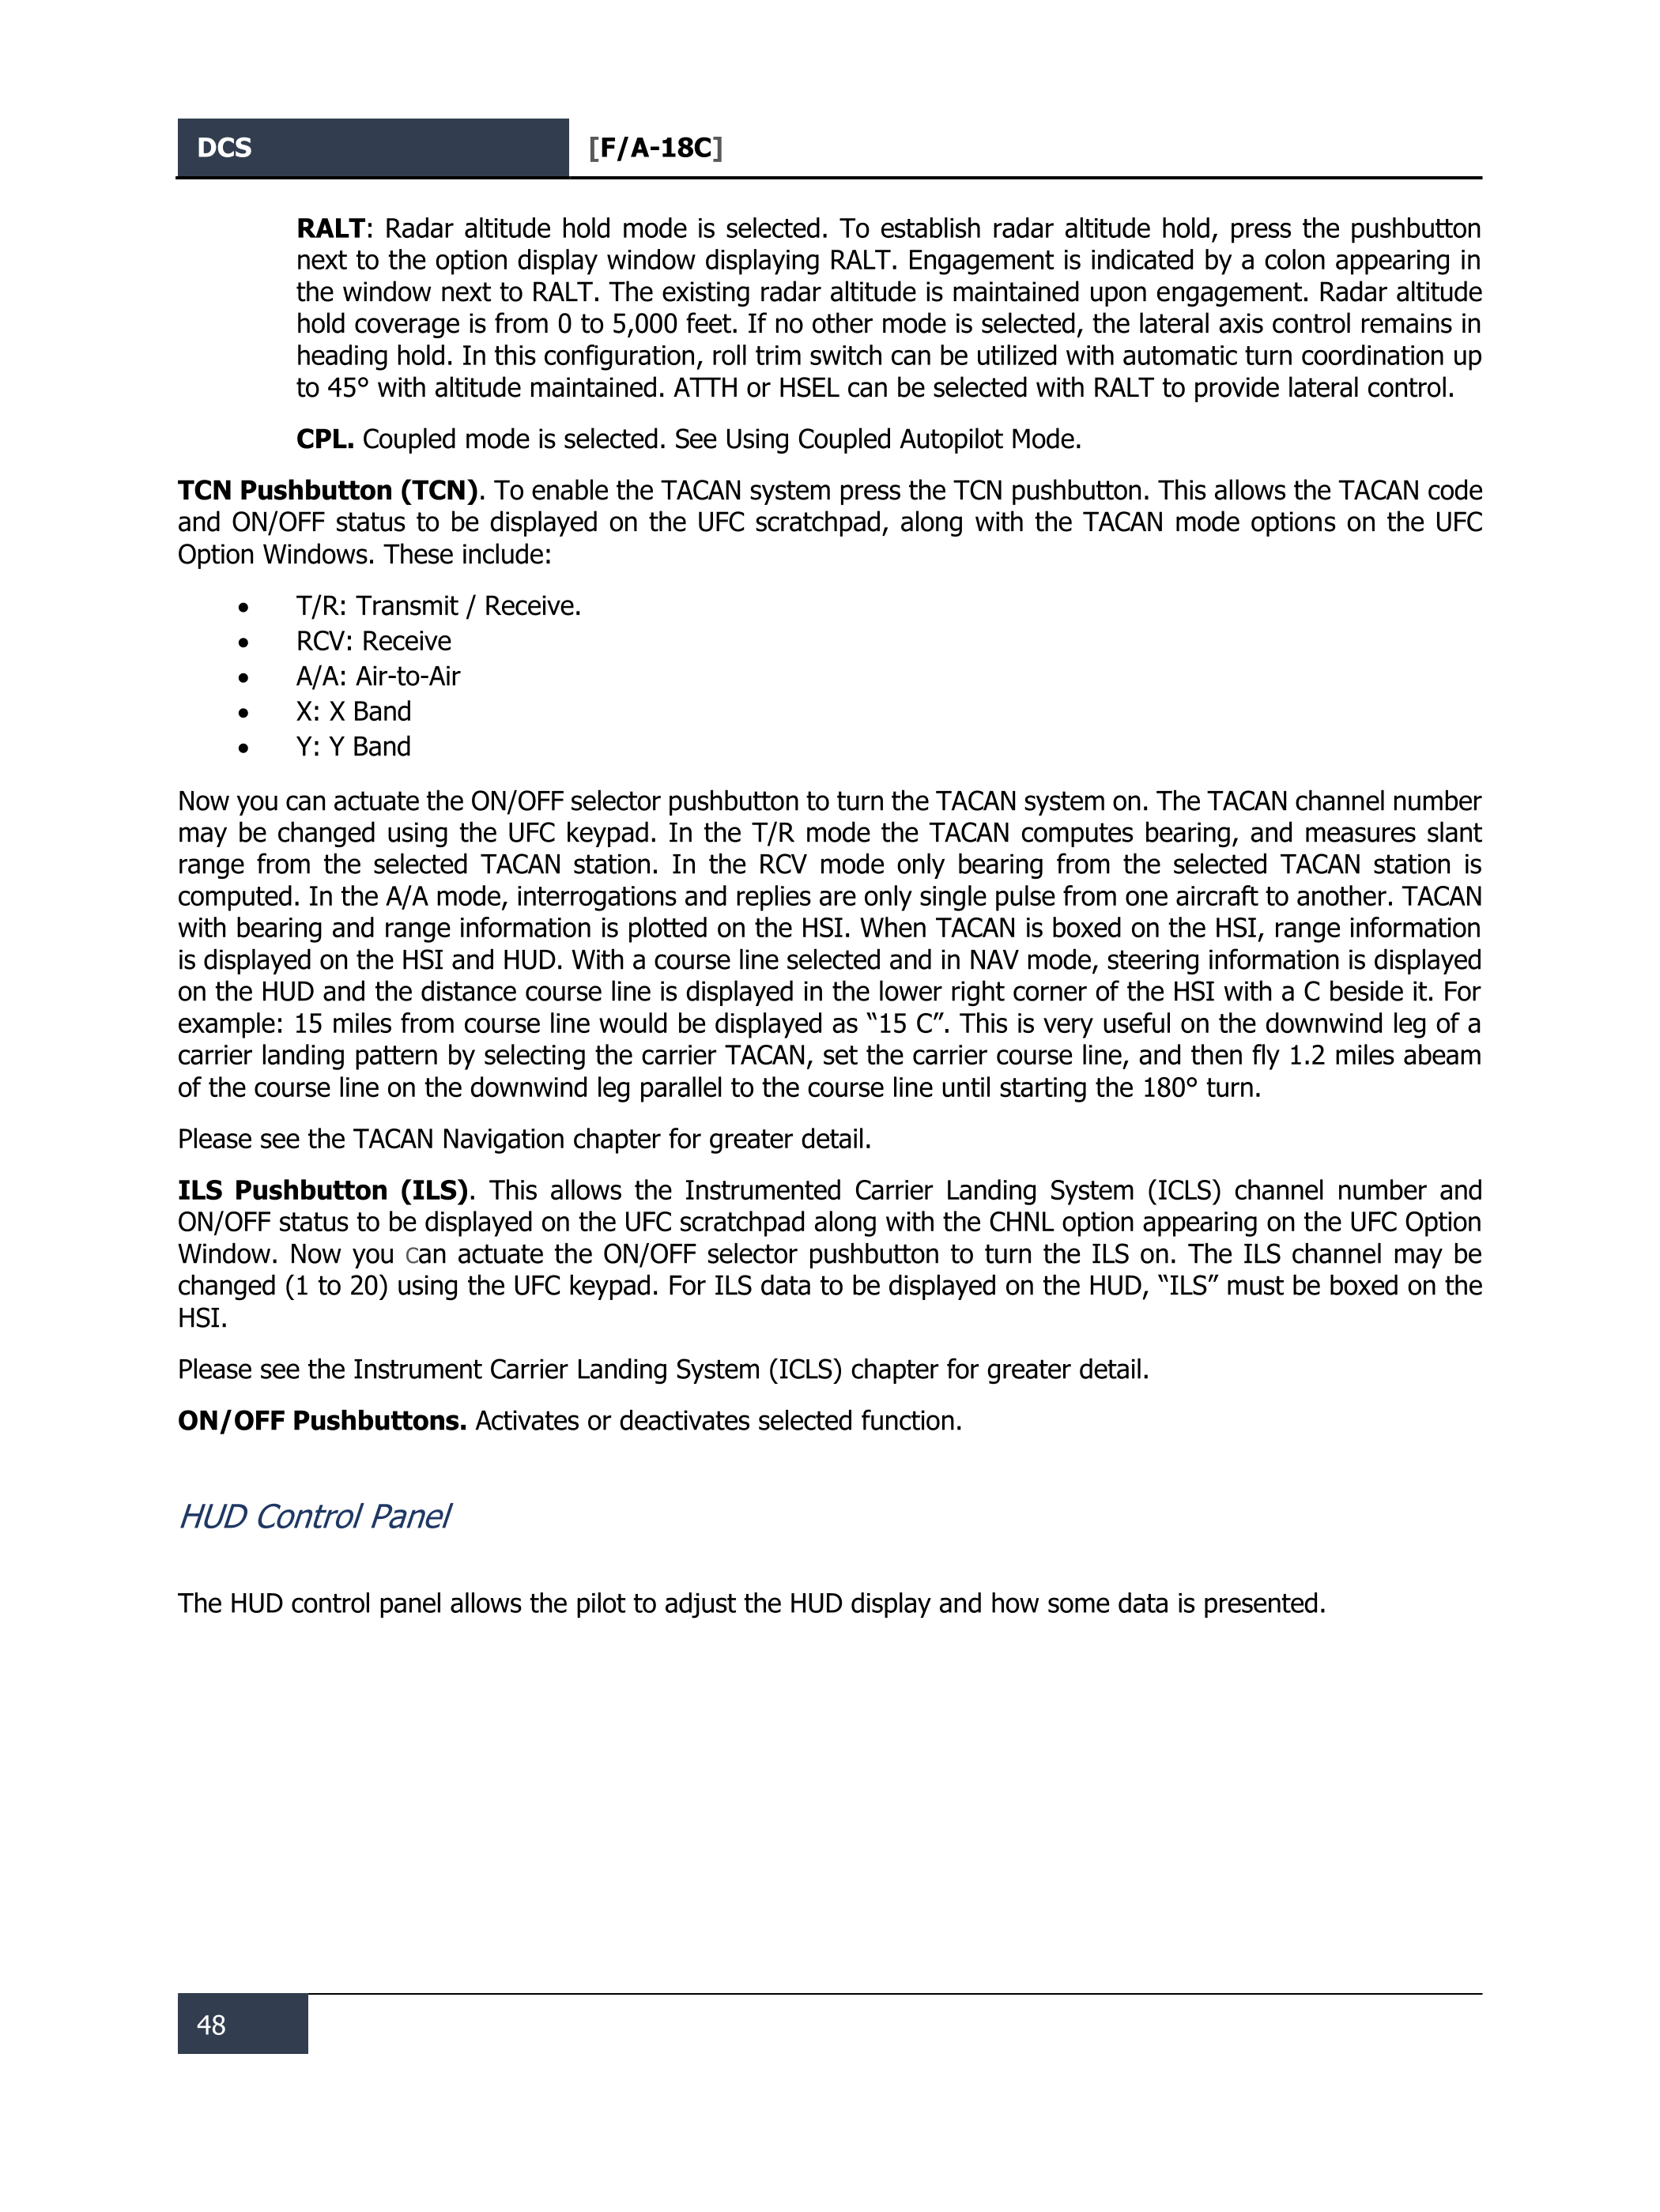 DCS [F/A-18C]
RALT: Radar altitude hold mode is selected. To establish radar altitude hold, press the pushbutton
next to the option display window displaying RALT. Engagement is indicated by a colon appearing in
the window next to RALT. The existing radar altitude is maintained upon engagement. Radar altitude
hold coverage is from 0 to 5,000 feet. If no other mode is selected, the lateral axis control remains in
heading hold. In this configuration, roll trim switch can be utilized with automatic turn coordination up
to 45° with altitude maintained. ATTH or HSEL can be selected with RALT to provide lateral control.
CPL. Coupled mode is selected. See Using Coupled Autopilot Mode.
TCN Pushbutton (TCN). To enable the TACAN system press the TCN pushbutton. This allows the TACAN code
and ON/OFF status to be displayed on the UFC scratchpad, along with the TACAN mode options on the UFC
Option Windows. These include:
• T/R: Transmit / Receive.
• RCV: Receive
• A/A: Air-to-Air
• X: X Band
• Y: Y Band
Now you can actuate the ON/OFF selector pushbutton to turn the TACAN system on. The TACAN channel number
may be changed using the UFC keypad. In the T/R mode the TACAN computes bearing, and measures slant
range from the selected TACAN station. In the RCV mode only bearing from the selected TACAN station is
computed. In the A/A mode, interrogations and replies are only single pulse from one aircraft to another. TACAN
with bearing and range information is plotted on the HSI. When TACAN is boxed on the HSI, range information
is displayed on the HSI and HUD. With a course line selected and in NAV mode, steering information is displayed
on the HUD and the distance course line is displayed in the lower right corner of the HSI with a C beside it. For
example: 15 miles from course line would be displayed as “15 C”. This is very useful on the downwind leg of a
carrier landing pattern by selecting the carrier TACAN, set the carrier course line, and then fly 1.2 miles abeam
of the course line on the downwind leg parallel to the course line until starting the 180° turn.
Please see the TACAN Navigation chapter for greater detail.
ILS Pushbutton (ILS). This allows the Instrumented Carrier Landing System (ICLS) channel number and
ON/OFF status to be displayed on the UFC scratchpad along with the CHNL option appearing on the UFC Option
Window. Now you can actuate the ON/OFF selector pushbutton to turn the ILS on. The ILS channel may be
changed (1 to 20) using the UFC keypad. For ILS data to be displayed on the HUD, “ILS” must be boxed on the
HSI.
Please see the Instrument Carrier Landing System (ICLS) chapter for greater detail.
ON/OFF Pushbuttons. Activates or deactivates selected function.
HUD Control Panel
The HUD control panel allows the pilot to adjust the HUD display and how some data is presented.
48